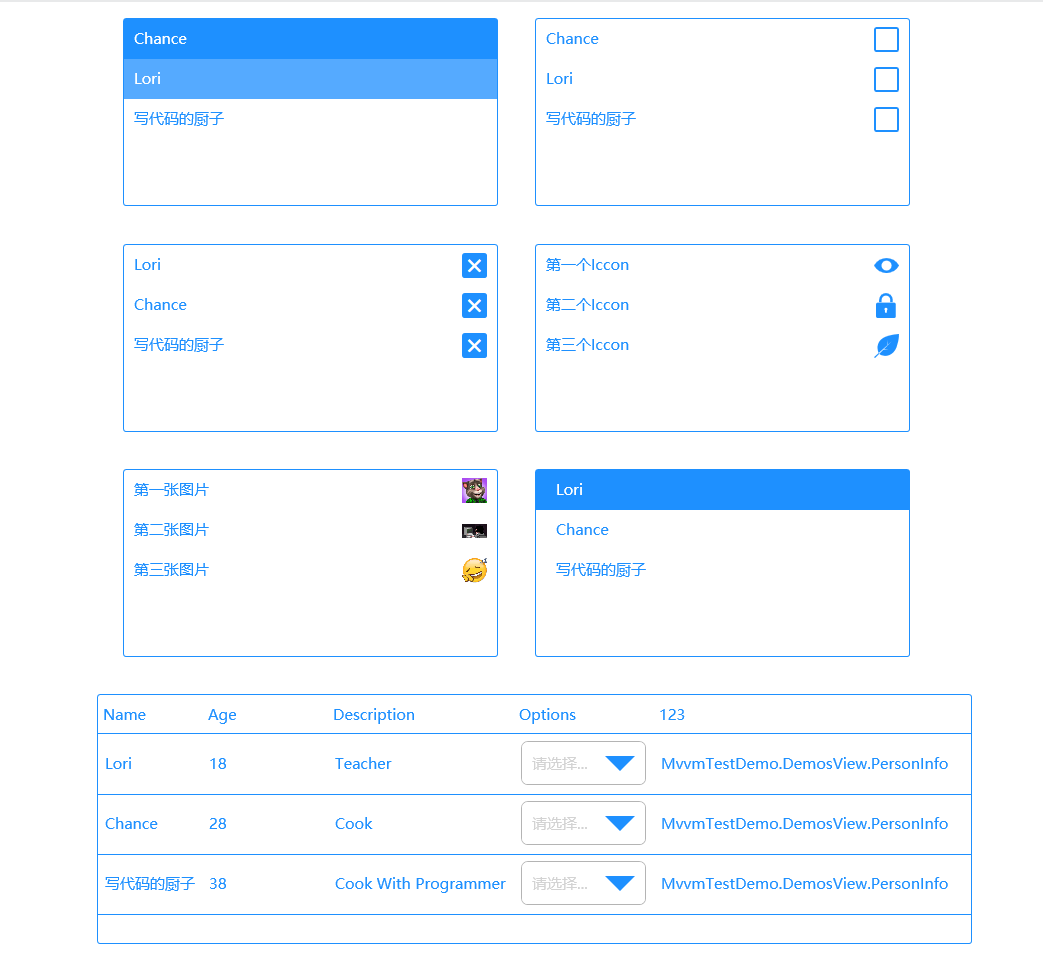 Chance
Lori
写代码的厨子
Chance
Lori
写代码的厨子
Lori
Chance
写代码的厨子
第一个Iccon
第二个Iccon
第三个Iccon
第一张图片
第二张图片
第三张图片
Lori
Chance
写代码的厨子
Name Age Description Options 123
Lori 18 Teacher 请选择... MvvmTestDemo.DemosView.PersonInfo
Chance 28 Cook 请选择... MvvmTestDemo.DemosView.PersonInfo
写代码的厨子 38 Cook With Programmer 请选择... MvvmTestDemo.DemosView.PersonInfo